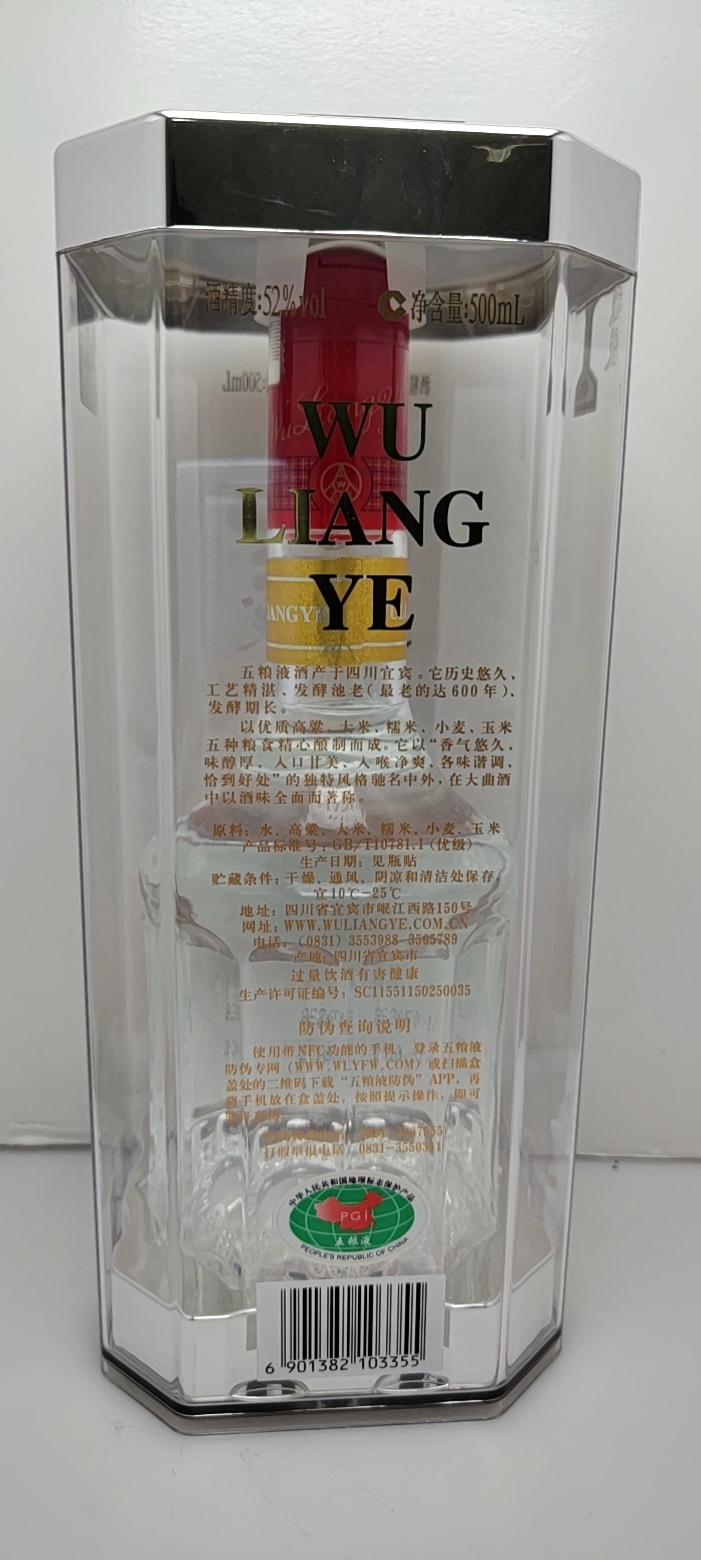 酒精度:52%vol
C 净含量:500mL
WU
LIANG
YE
IANGYE
五粮液酒产于四川宜宾。它历史悠久、
工艺精湛、发酵池老(最老的达600年)、
发酵期长。
以优质高粱、大米、糯米、小麦、玉米
五种粮食精心酿制而成。它以“香气悠久、
味醇厚、入口甘美、入喉净爽、各味谐调、
恰到好处”的独特风格驰名中外,在大曲酒
中以酒味全面而著称。
原料:水、高粱、大米、糯米、小麦、玉米
产品标准号:GB/T10781.1(优级)
生产日期:见瓶贴
贮藏条件:干燥、通风、阴凉和清洁处保存,
宜10℃-25℃
地址:四川省宜宾市岷江西路150号
网址:WWW.WULIANGYE.COM.CN
电话:(0831) 3553988 3565789
产地:四川省宜宾市
过量饮酒有害健康
生产许可证编号:SC11551150250035
防伪查询说明
使用带NFC功能的手机,登录五粮液
防伪专网(WWW.WLYFW.COM)或扫描盒
盖处的二维码下载“五粮液防伪”APP,再
将手机放在盒盖处,按照提示操作,即可
打假举报电话
中华人民共和国地理标志保护产品
PGI
五粮液
PEOPLE'S REPUBLIC OF CHINA
6 901382 103355